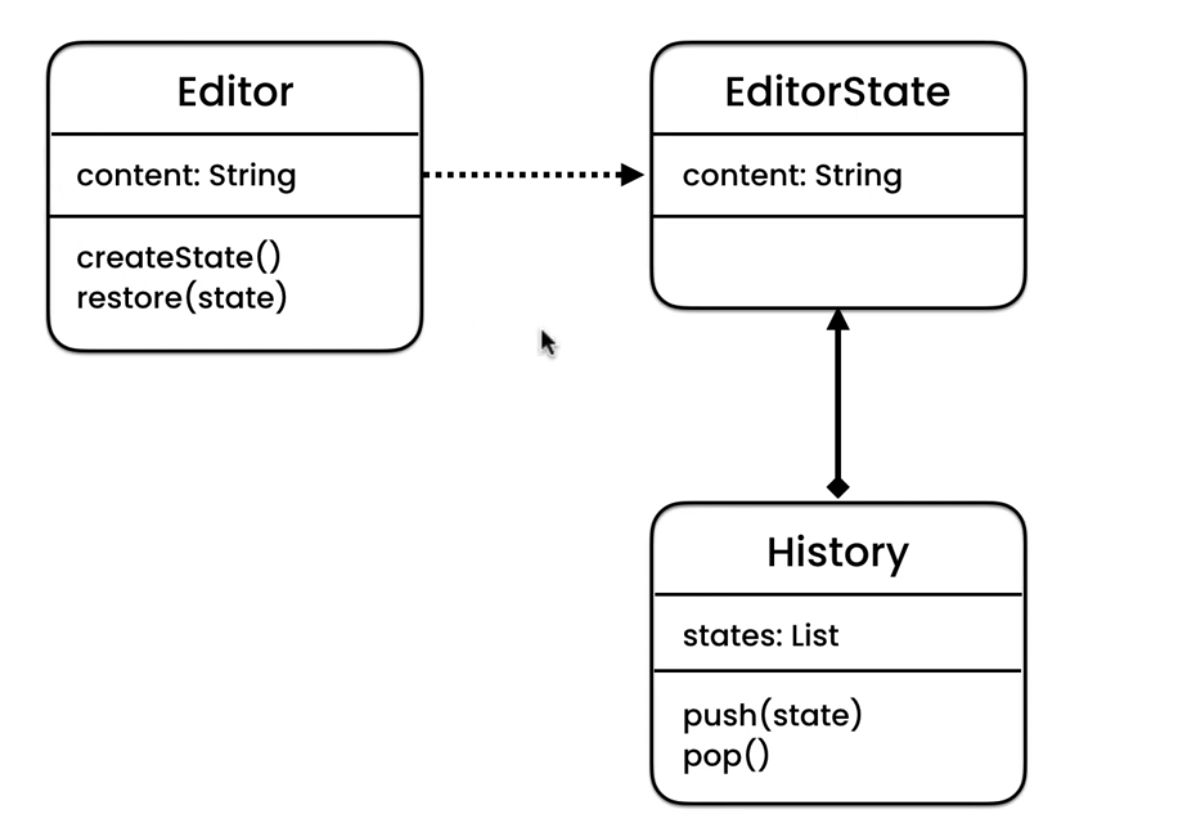 Editor
content: String
createState()
restore(state)
EditorState
content: String
History
states: List
push(state)
pop()